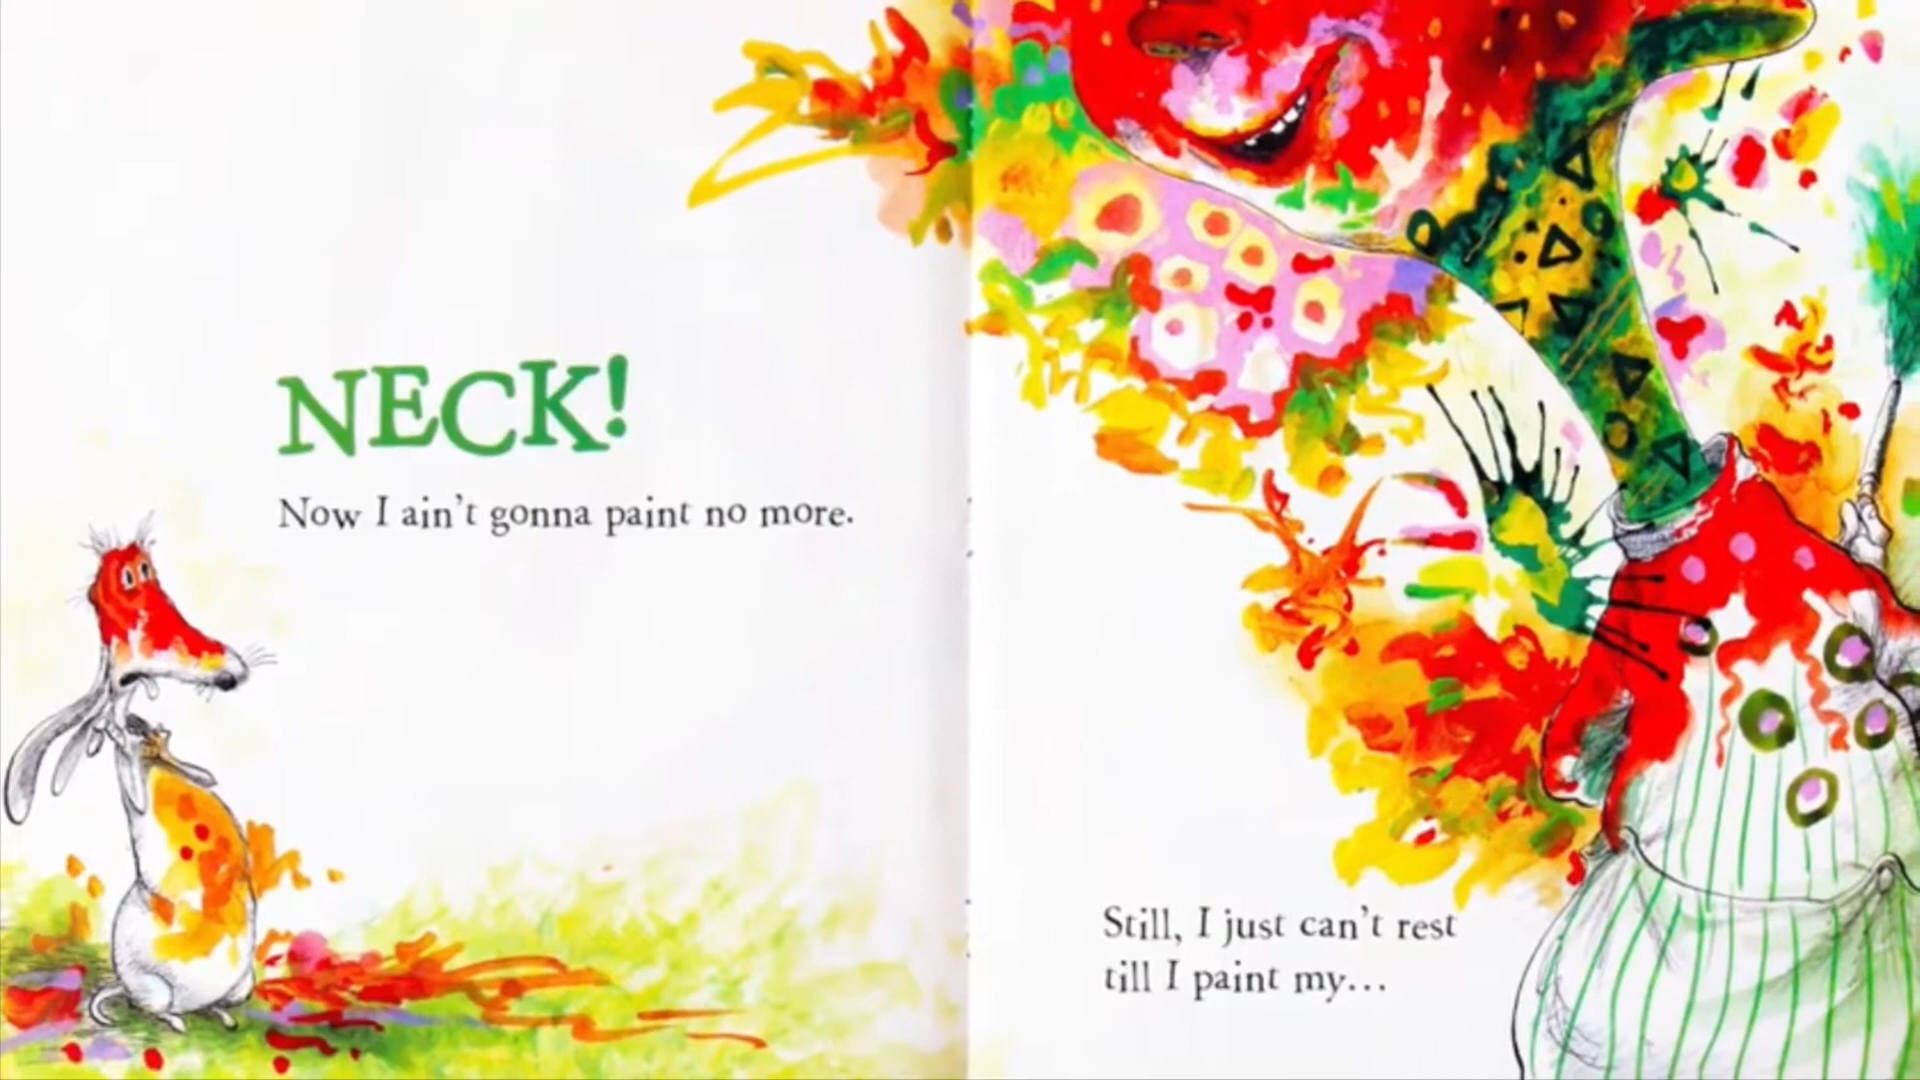 NECK!
Now I ain't gonna paint no more.
Still, I just can't rest
till I paint my...